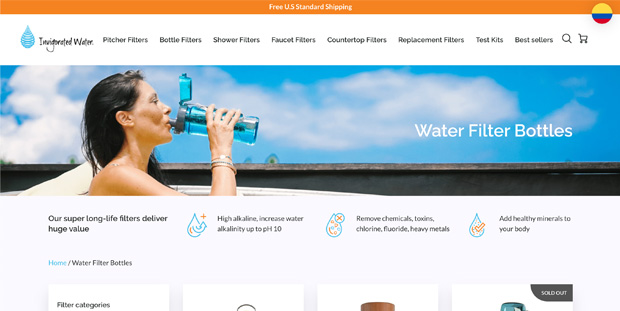 Free U.S Standard Shipping
Invigorated Water.
Pitcher Filters Bottle Filters Shower Filters Faucet Filters Countertop Filters Replacement Filters Test Kits Best sellers
Water Filter Bottles
Our super long-life filters deliver
huge value
High alkaline, increase water
alkalinity up to pH 10
Remove chemicals, toxins,
chlorine, fluoride, heavy metals
Add healthy minerals to
your body
Home / Water Filter Bottles
Filter categories
SOLD OUT